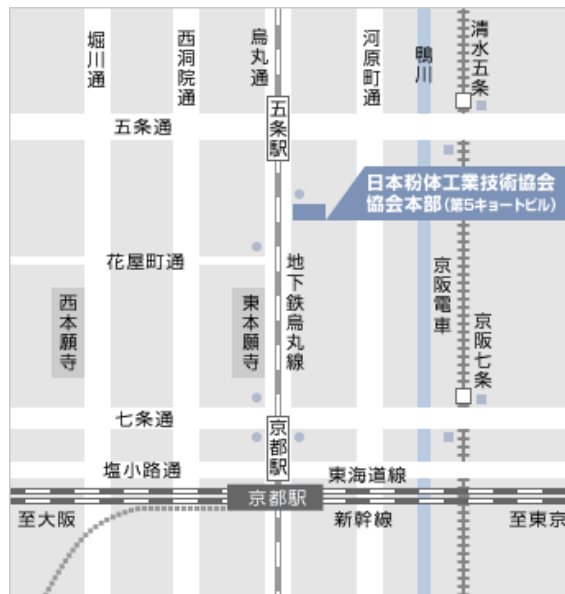 堀川通
西洞院通
烏丸通
河原町通
鴨川
清水五条
五条通
五条駅
日本粉体工業技術協会
協会本部(第5キョートビル)
花屋町通
地下鉄烏丸線
京阪電車
西本願寺
東本願寺
京阪七条
七条通
京都駅
塩小路通
東海道線
京都駅
至大阪
新幹線
至東京